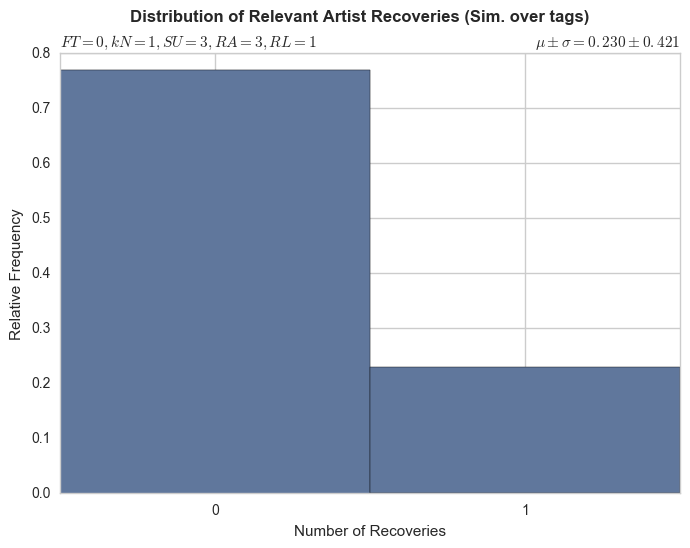 Distribution of Relevant Artist Recoveries (Sim. over tags)
FT = 0, kN = 1, SU = 3, RA = 3, RL = 1
μ ± σ = 0.230 ± 0.421
0.8
0.7
0.6
0.5
0.4
0.3
0.2
0.1
0.0
Relative Frequency
0 1
Number of Recoveries